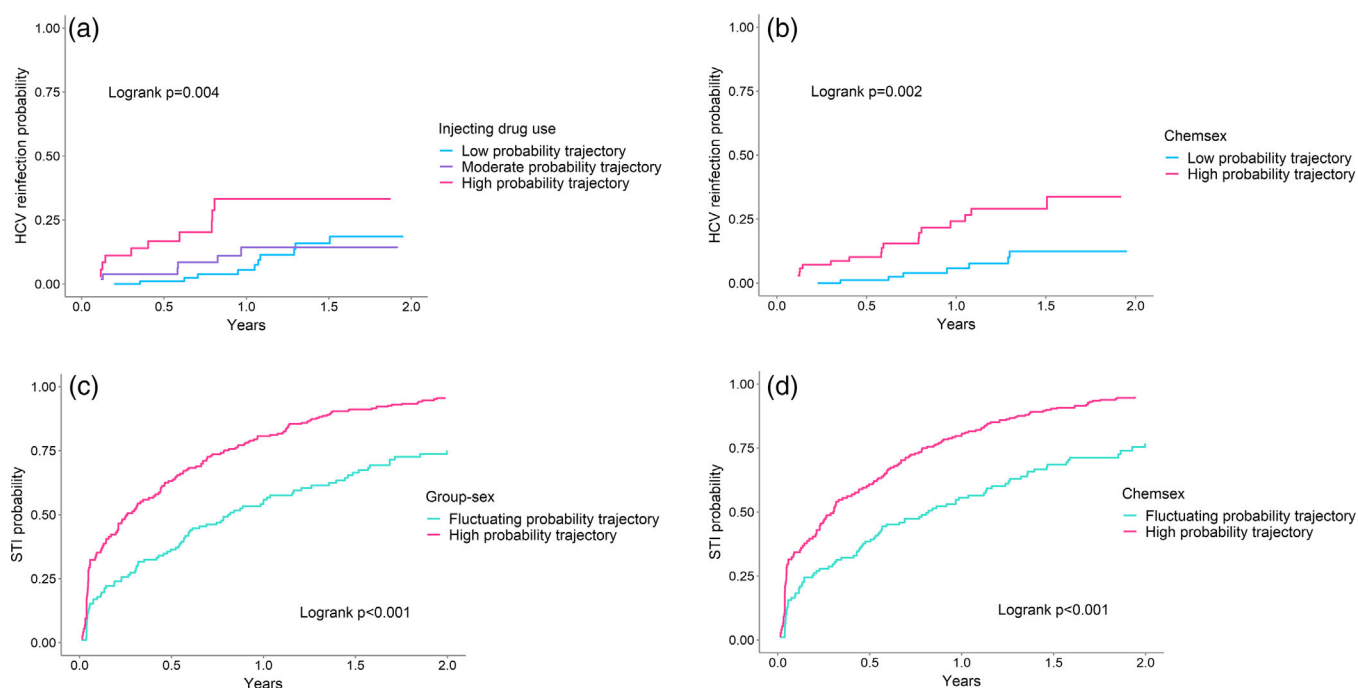 (a)
1.00
0.75
0.50
0.25
0.00
HCV reinfection probability
Logrank p=0.004
Injecting drug use
Low probability trajectory
Moderate probability trajectory
High probability trajectory
0.0 0.5 1.0 1.5 2.0
Years
(b)
1.00
0.75
0.50
0.25
0.00
HCV reinfection probability
Logrank p=0.002
Chemsex
Low probability trajectory
High probability trajectory
0.0 0.5 1.0 1.5 2.0
Years
(c)
1.00
0.75
0.50
0.25
0.00
STI probability
Group-sex
Fluctuating probability trajectory
High probability trajectory
Logrank p<0.001
0.0 0.5 1.0 1.5 2.0
Years
(d)
1.00
0.75
0.50
0.25
0.00
STI probability
Chemsex
Fluctuating probability trajectory
High probability trajectory
Logrank p<0.001
0.0 0.5 1.0 1.5 2.0
Years